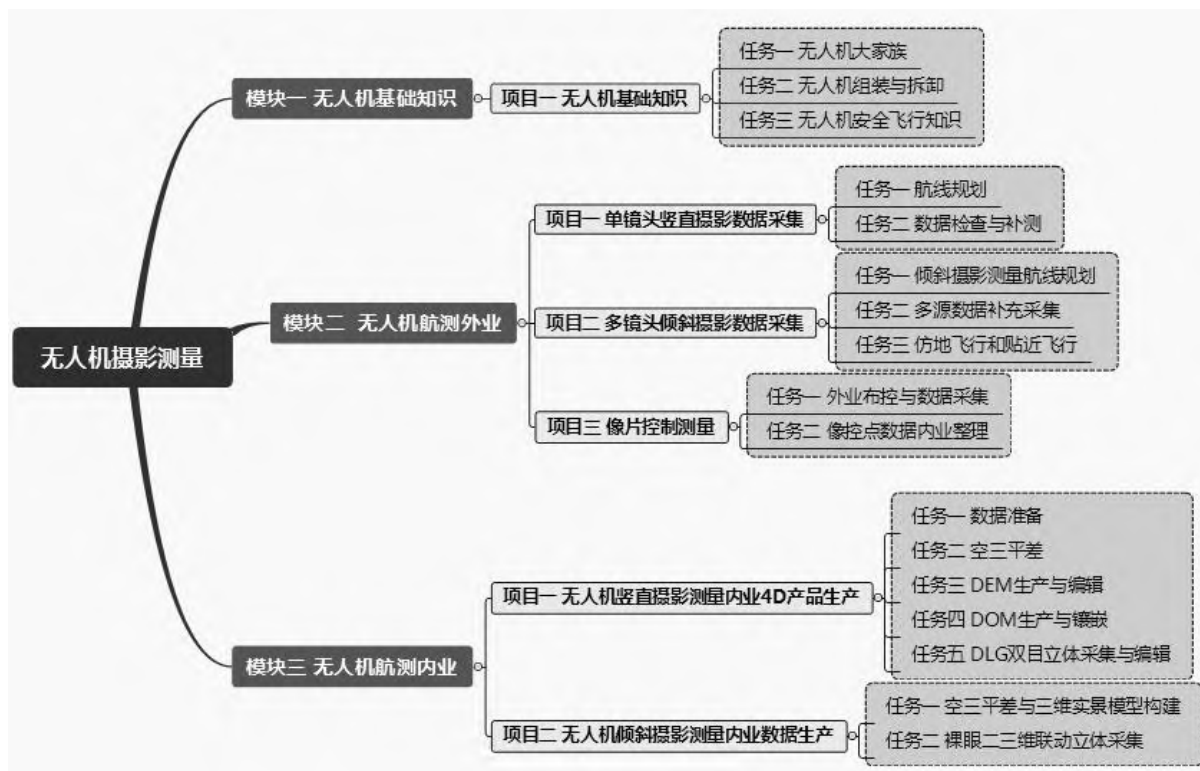 无人机摄影测量
模块一 无人机基础知识
项目一 无人机基础知识
任务一 无人机大家族
任务二 无人机组装与拆卸
任务三 无人机安全飞行知识
模块二 无人机航测外业
项目一 单镜头竖直摄影数据采集
任务一 航线规划
任务二 数据检查与补测
项目二 多镜头倾斜摄影数据采集
任务一 倾斜摄影测量航线规划
任务二 多源数据补充采集
任务三 仿地飞行和贴近飞行
项目三 像片控制测量
任务一 外业布控与数据采集
任务二 像控点数据内业整理
模块三 无人机航测内业
项目一 无人机竖直摄影测量内业4D产品生产
任务一 数据准备
任务二 空三平差
任务三 DEM生产与编辑
任务四 DOM生产与镶嵌
任务五 DLG双目立体采集与编辑
项目二 无人机倾斜摄影测量内业数据生产
任务一 空三平差与三维实景模型构建
任务二 裸眼二三维联动立体采集